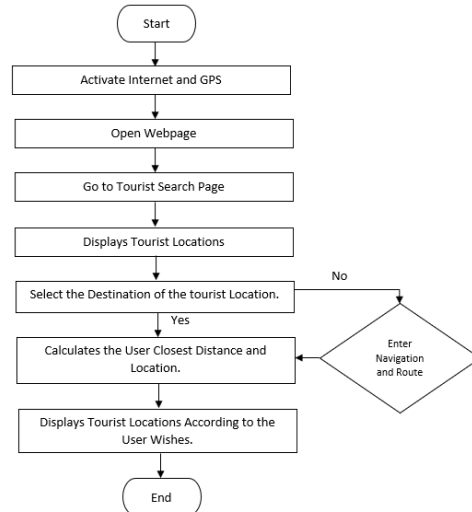 Start
Activate Internet and GPS
Open Webpage
Go to Tourist Search Page
Displays Tourist Locations
No
Select the Destination of the tourist Location.
Yes
Enter
Navigation
and Route
Calculates the User Closest Distance and
Location.
Displays Tourist Locations According to the
User Wishes.
End